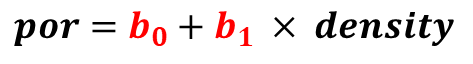 por = b₀ + b₁ × density